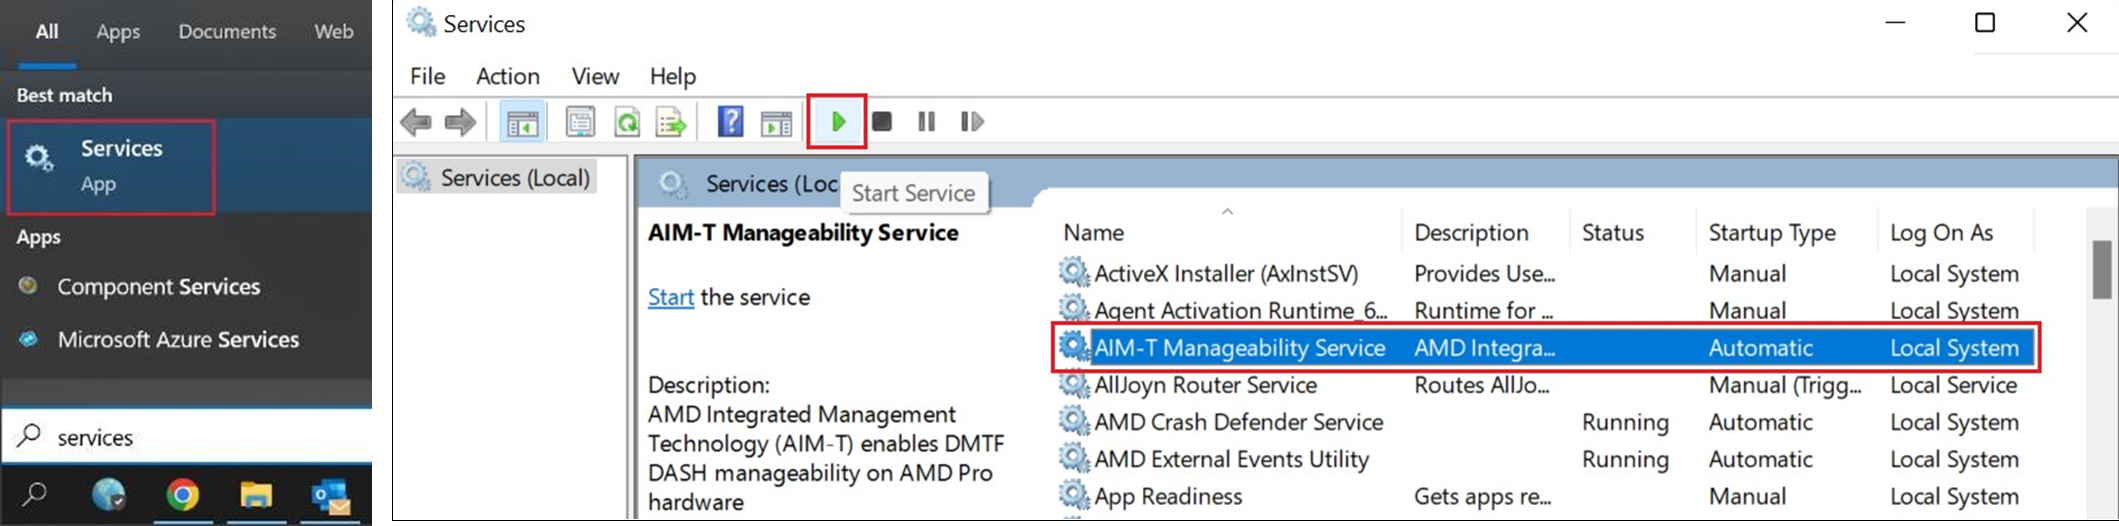 All Apps Documents Web
Best match
Services
App
Apps
Component Services
Microsoft Azure Services
services
Services
File Action View Help
Services (Local)
Services (Loc
Start Service
AIM-T Manageability Service
Start the service
Description:
AMD Integrated Management
Technology (AIM-T) enables DMTF
DASH manageability on AMD Pro
hardware
Name Description Status Startup Type Log On As
ActiveX Installer (AxInstSV) Provides Use... Manual Local System
Agent Activation Runtime_6... Runtime for ... Manual Local System
AIM-T Manageability Service AMD Integra... Automatic Local System
AllJoyn Router Service Routes AllJo... Manual (Trigg... Local Service
AMD Crash Defender Service Running Automatic Local System
AMD External Events Utility Running Automatic Local System
App Readiness Gets apps re... Manual Local System